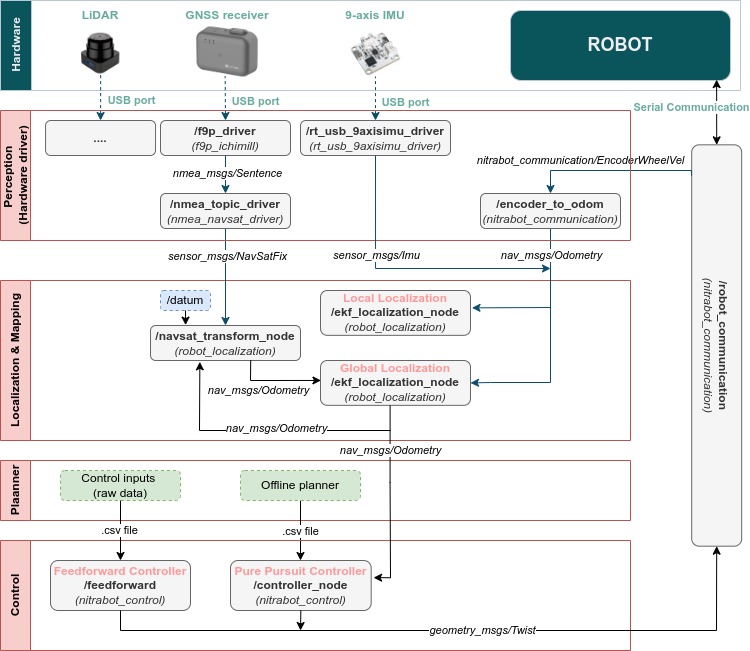 Hardware
LiDAR
GNSS receiver
9-axis IMU
ROBOT
USB port
USB port
USB port
Serial Communication
Perception
(Hardware driver)
....
/f9p_driver
(f9p_ichimill)
/rt_usb_9axisimu_driver
(rt_usb_9axisimu_driver)
nmea_msgs/Sentence
nitrabot_communication/EncoderWheelVel
/nmea_topic_driver
(nmea_navsat_driver)
/encoder_to_odom
(nitrabot_communication)
sensor_msgs/NavSatFix
sensor_msgs/Imu
nav_msgs/Odometry
/robot_communication
(nitrabot_communication)
Localization & Mapping
/datum
Local Localization
/ekf_localization_node
(robot_localization)
/navsat_transform_node
(robot_localization)
Global Localization
/ekf_localization_node
(robot_localization)
nav_msgs/Odometry
nav_msgs/Odometry
nav_msgs/Odometry
Plaanner
Control inputs
(raw data)
Offline planner
.csv file
.csv file
Control
Feedforward Controller
/feedforward
(nitrabot_control)
Pure Pursuit Controller
/controller_node
(nitrabot_control)
geometry_msgs/Twist